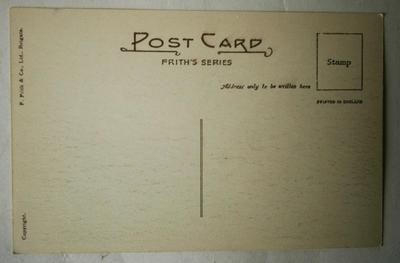 POST CARD
FRITH'S SERIES
Address only to be written here
Stamp
PRINTED IN ENGLAND
F. Frith & Co., Ltd., Reigate.
Copyright.